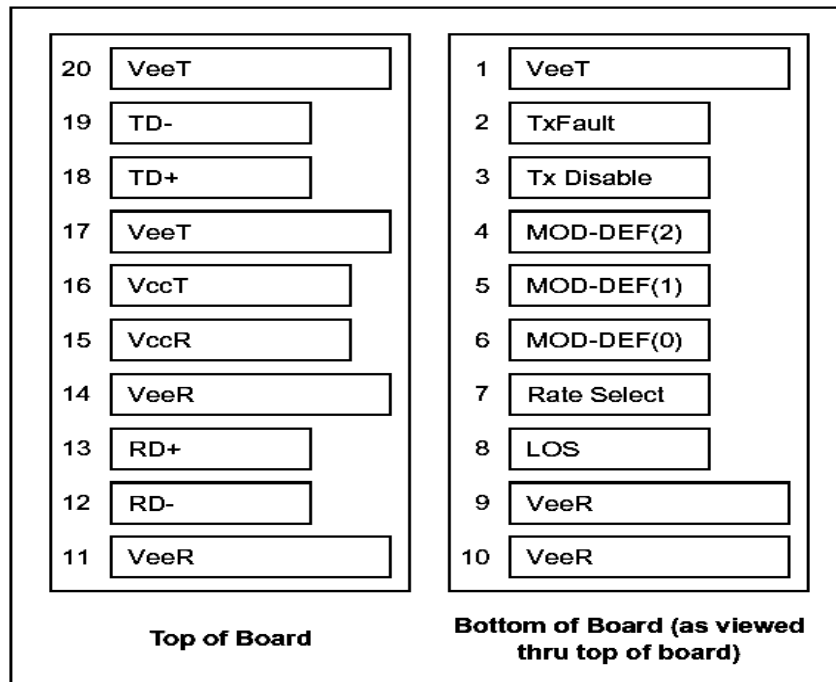 20 VeeT
19 TD-
18 TD+
17 VeeT
16 VccT
15 VccR
14 VeeR
13 RD+
12 RD-
11 VeeR
Top of Board
1 VeeT
2 TxFault
3 Tx Disable
4 MOD-DEF(2)
5 MOD-DEF(1)
6 MOD-DEF(0)
7 Rate Select
8 LOS
9 VeeR
10 VeeR
Bottom of Board (as viewed
thru top of board)